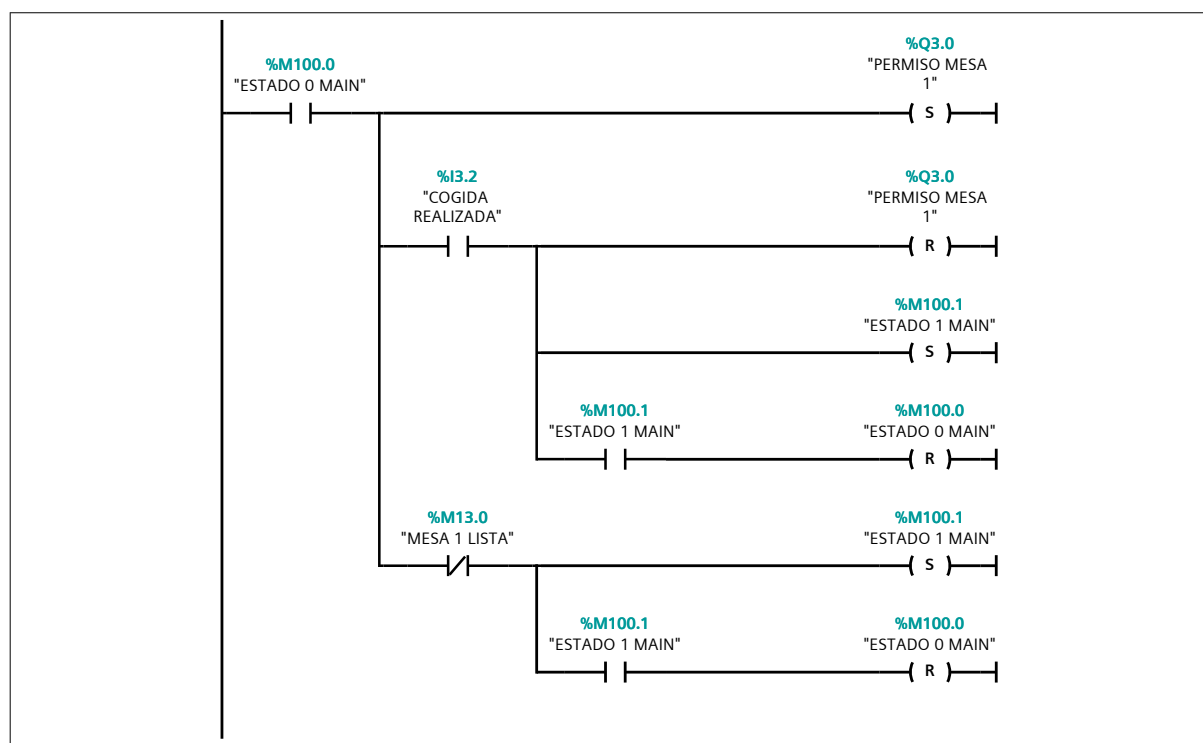 %Q3.0
"PERMISO MESA
1"
%M100.0
"ESTADO 0 MAIN"
S
%I3.2
"COGIDA
REALIZADA"
%Q3.0
"PERMISO MESA
1"
R
%M100.1
"ESTADO 1 MAIN"
S
%M100.1
"ESTADO 1 MAIN"
%M100.0
"ESTADO 0 MAIN"
R
%M13.0
"MESA 1 LISTA"
%M100.1
"ESTADO 1 MAIN"
S
%M100.1
"ESTADO 1 MAIN"
%M100.0
"ESTADO 0 MAIN"
R